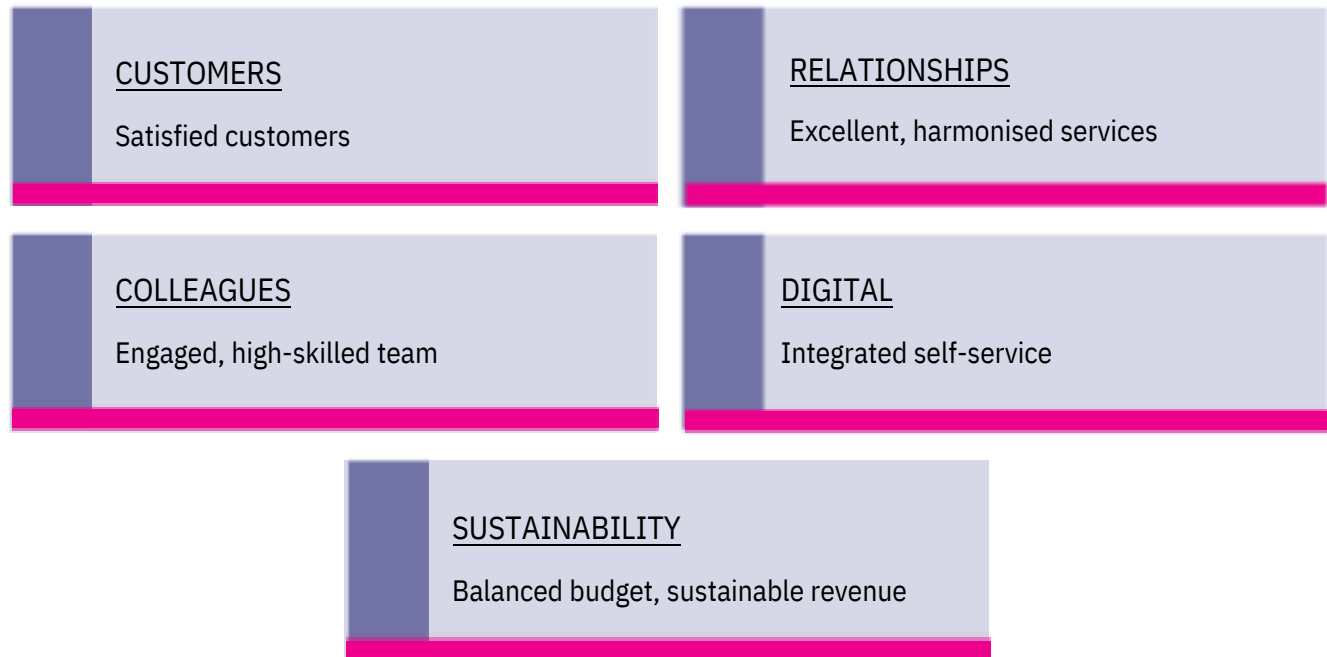 CUSTOMERS
Satisfied customers
RELATIONSHIPS
Excellent, harmonised services
COLLEAGUES
Engaged, high-skilled team
DIGITAL
Integrated self-service
SUSTAINABILITY
Balanced budget, sustainable revenue